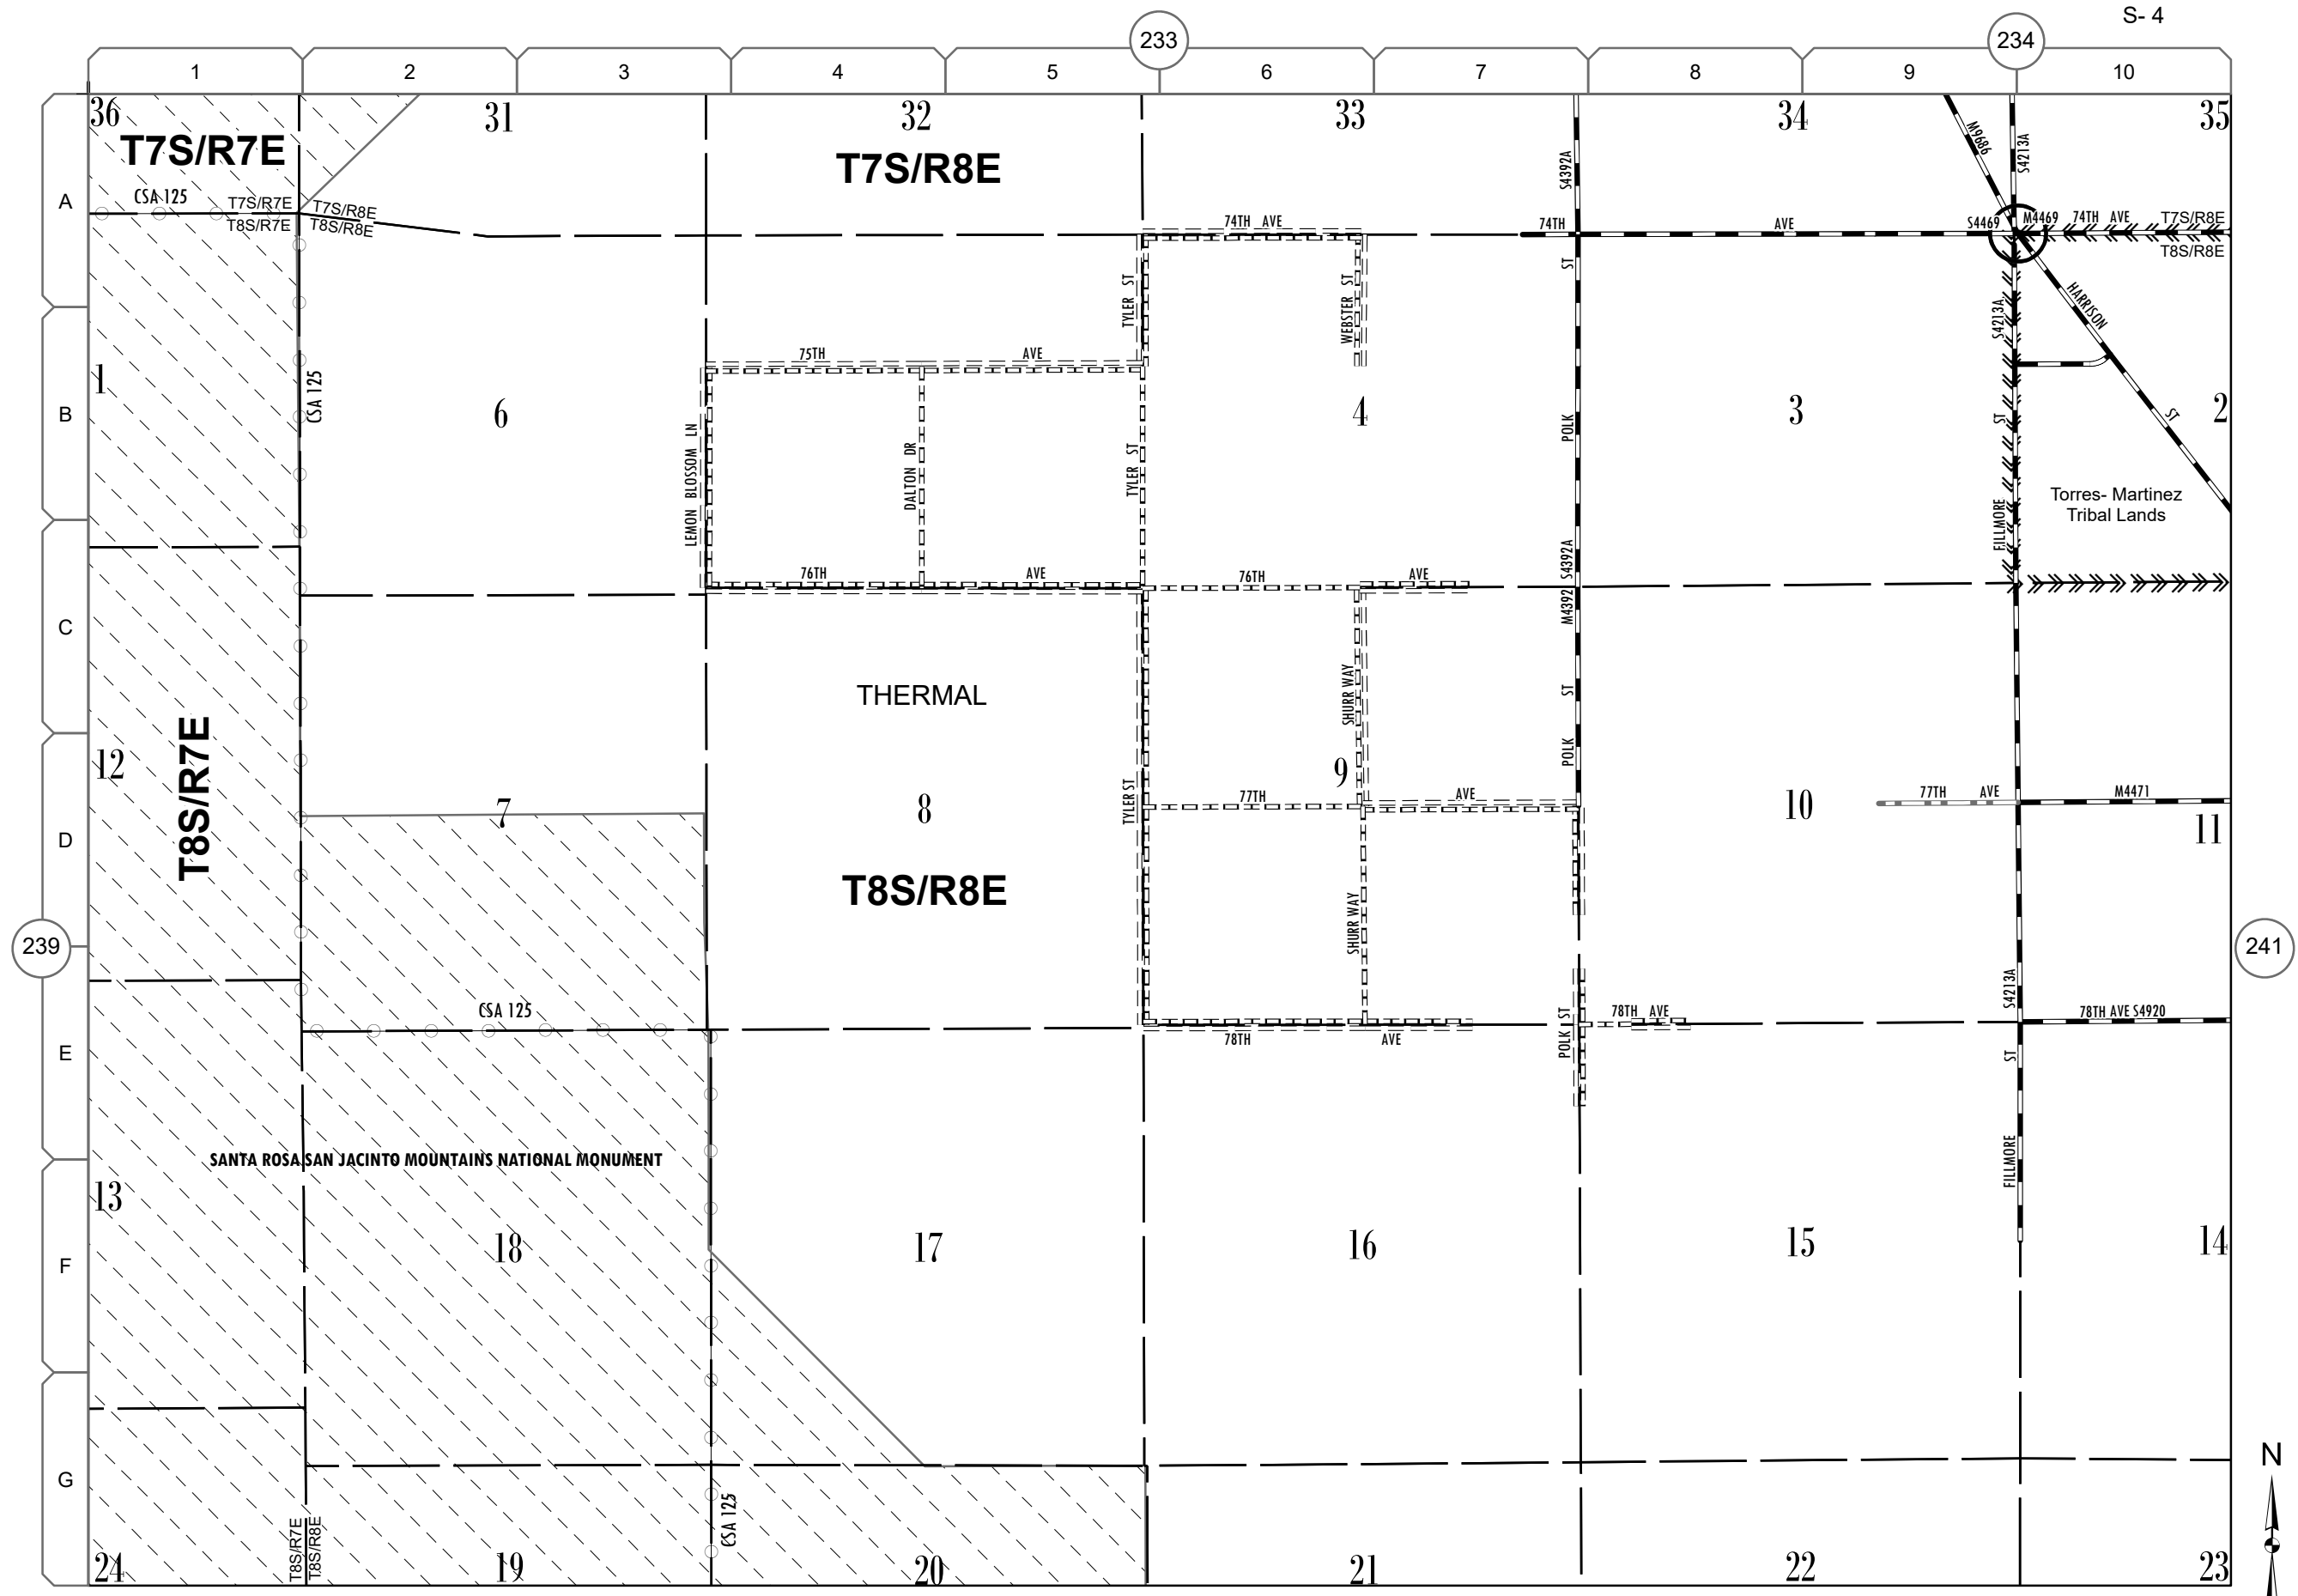 S- 4
233
234
1
2
3
4
5
6
7
8
9
10
36
31
32
33
34
35
T7S/R7E
T7S/R8E
M9686
S4213A
S4392A
A
CSA 125
T7S/R7E
T8S/R7E
T7S/R8E
T8S/R8E
74TH AVE
74TH
AVE
S4469
M4469
74TH AVE
T7S/R8E
T8S/R8E
TYLER ST
WEBSTER ST
ST
S4213A
HARRISON
75TH
AVE
1
CSA 125
B
6
4
3
2
POLK
ST
ST
LEMON BLOSSOM LN
DALTON DR
TYLER ST
Torres- Martinez
Tribal Lands
FILLMORE
76TH
AVE
76TH
AVE
S4392A
M4392
C
THERMAL
SHURR WAY
ST
POLK
12
T8S/R7E
9
7
8
TYLER ST
77TH
AVE
10
77TH
AVE
M4471
11
D
T8S/R8E
SHURR WAY
239
241
S4213A
CSA 125
78TH
AVE
POLK ST
78TH AVE
78TH AVE S4920
E
ST
SANTA ROSA SAN JACINTO MOUNTAINS NATIONAL MONUMENT
FILLMORE
13
18
17
16
15
14
F
N
G
CSA 125
T8S/R7E
T8S/R8E
24
19
20
21
22
23